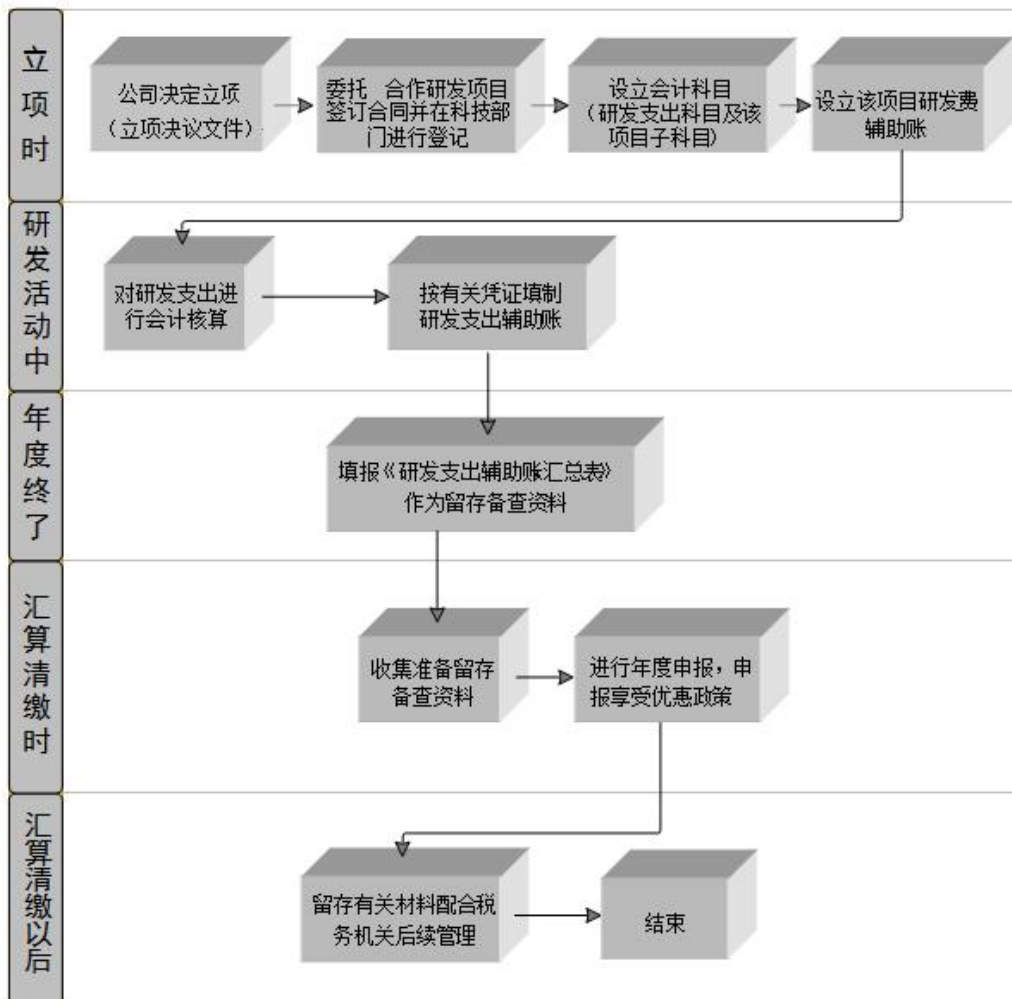 立项时
公司决定立项
（立项决议文件）
委托 合作研发项目
签订合同并在科技部
门进行登记
设立会计科目
（研发支出科目及该
项目子科目）
设立该项目研发费
辅助账
研发活动中
对研发支出进
行会计核算
按有关凭证填制
研发支出辅助账
年度终了
填报《研发支出辅助账汇总表》
作为留存备查资料
汇算清缴时
收集准备留存
备查资料
进行年度申报，申
报享受优惠政策
汇算清缴以后
留存有关材料配合税
务机关后续管理
结束